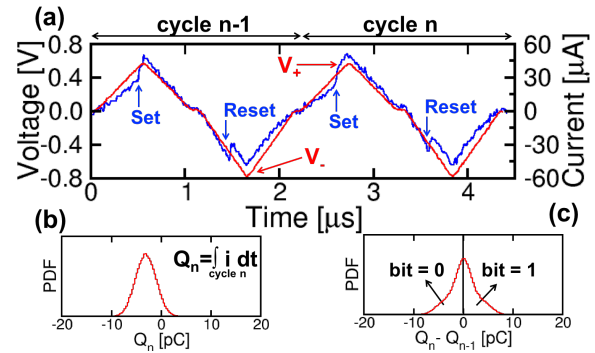 (a)
cycle n-1
cycle n
Voltage [V]
0.8
0.4
0.0
-0.4
-0.8
Current [µA]
60
30
0
-30
-60
V+
Set
Reset
V-
Set
Reset
0
1
2
3
4
Time [µs]
(b)
PDF
Qn=∫ i dt
cycle n
-20
-10
0
10
20
Qn [pC]
(c)
PDF
bit = 0
bit = 1
-20
-10
0
10
20
Qn- Qn-1 [pC]